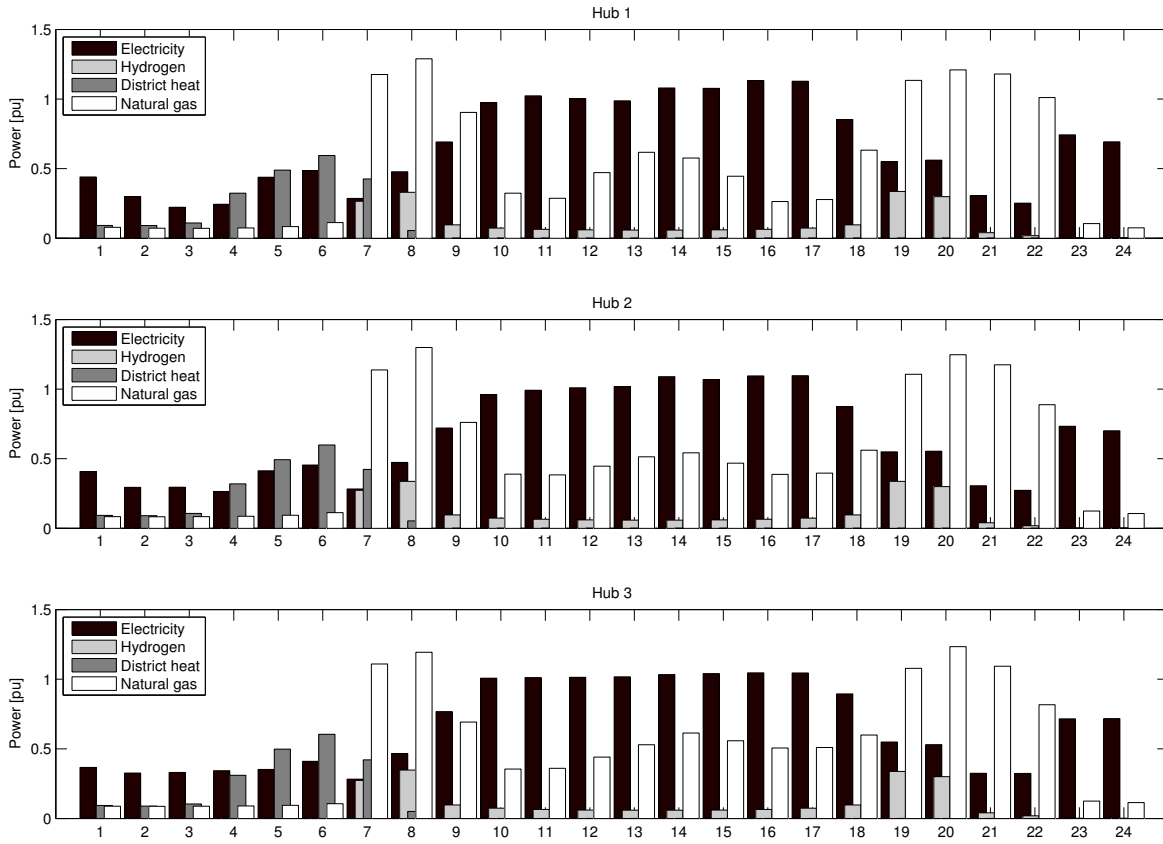 Hub 1
1.5
1
0.5
0
Power [pu]
Electricity
Hydrogen
District heat
Natural gas
1 2 3 4 5 6 7 8 9 10 11 12 13 14 15 16 17 18 19 20 21 22 23 24
Hub 2
1.5
1
0.5
0
Power [pu]
Electricity
Hydrogen
District heat
Natural gas
1 2 3 4 5 6 7 8 9 10 11 12 13 14 15 16 17 18 19 20 21 22 23 24
Hub 3
1.5
1
0.5
0
Power [pu]
Electricity
Hydrogen
District heat
Natural gas
1 2 3 4 5 6 7 8 9 10 11 12 13 14 15 16 17 18 19 20 21 22 23 24